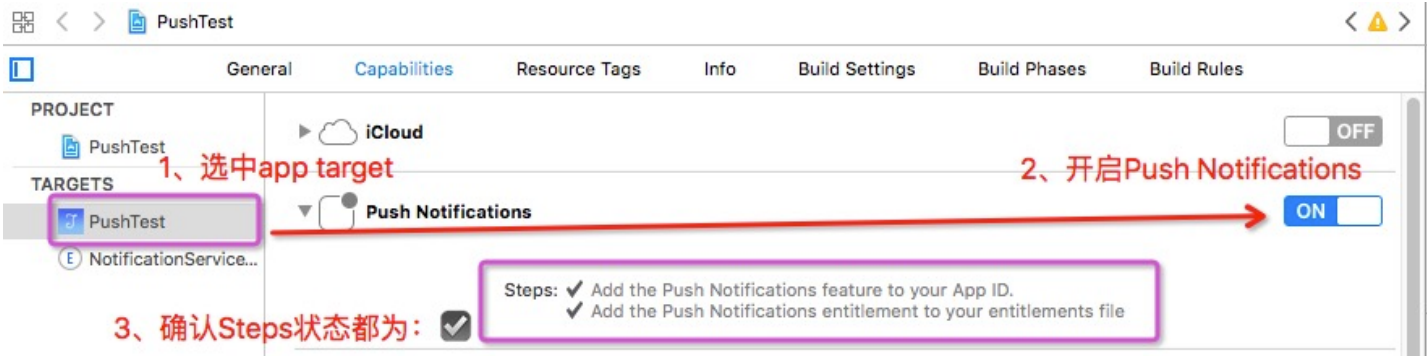 PushTest
General Capabilities Resource Tags Info Build Settings Build Phases Build Rules
PROJECT
PushTest
TARGETS
PushTest
E NotificationService...
iCloud
OFF
1、选中app target
2、开启Push Notifications
Push Notifications
ON
Steps: ✓ Add the Push Notifications feature to your App ID.
✓ Add the Push Notifications entitlement to your entitlements file
3、确认Steps状态都为：